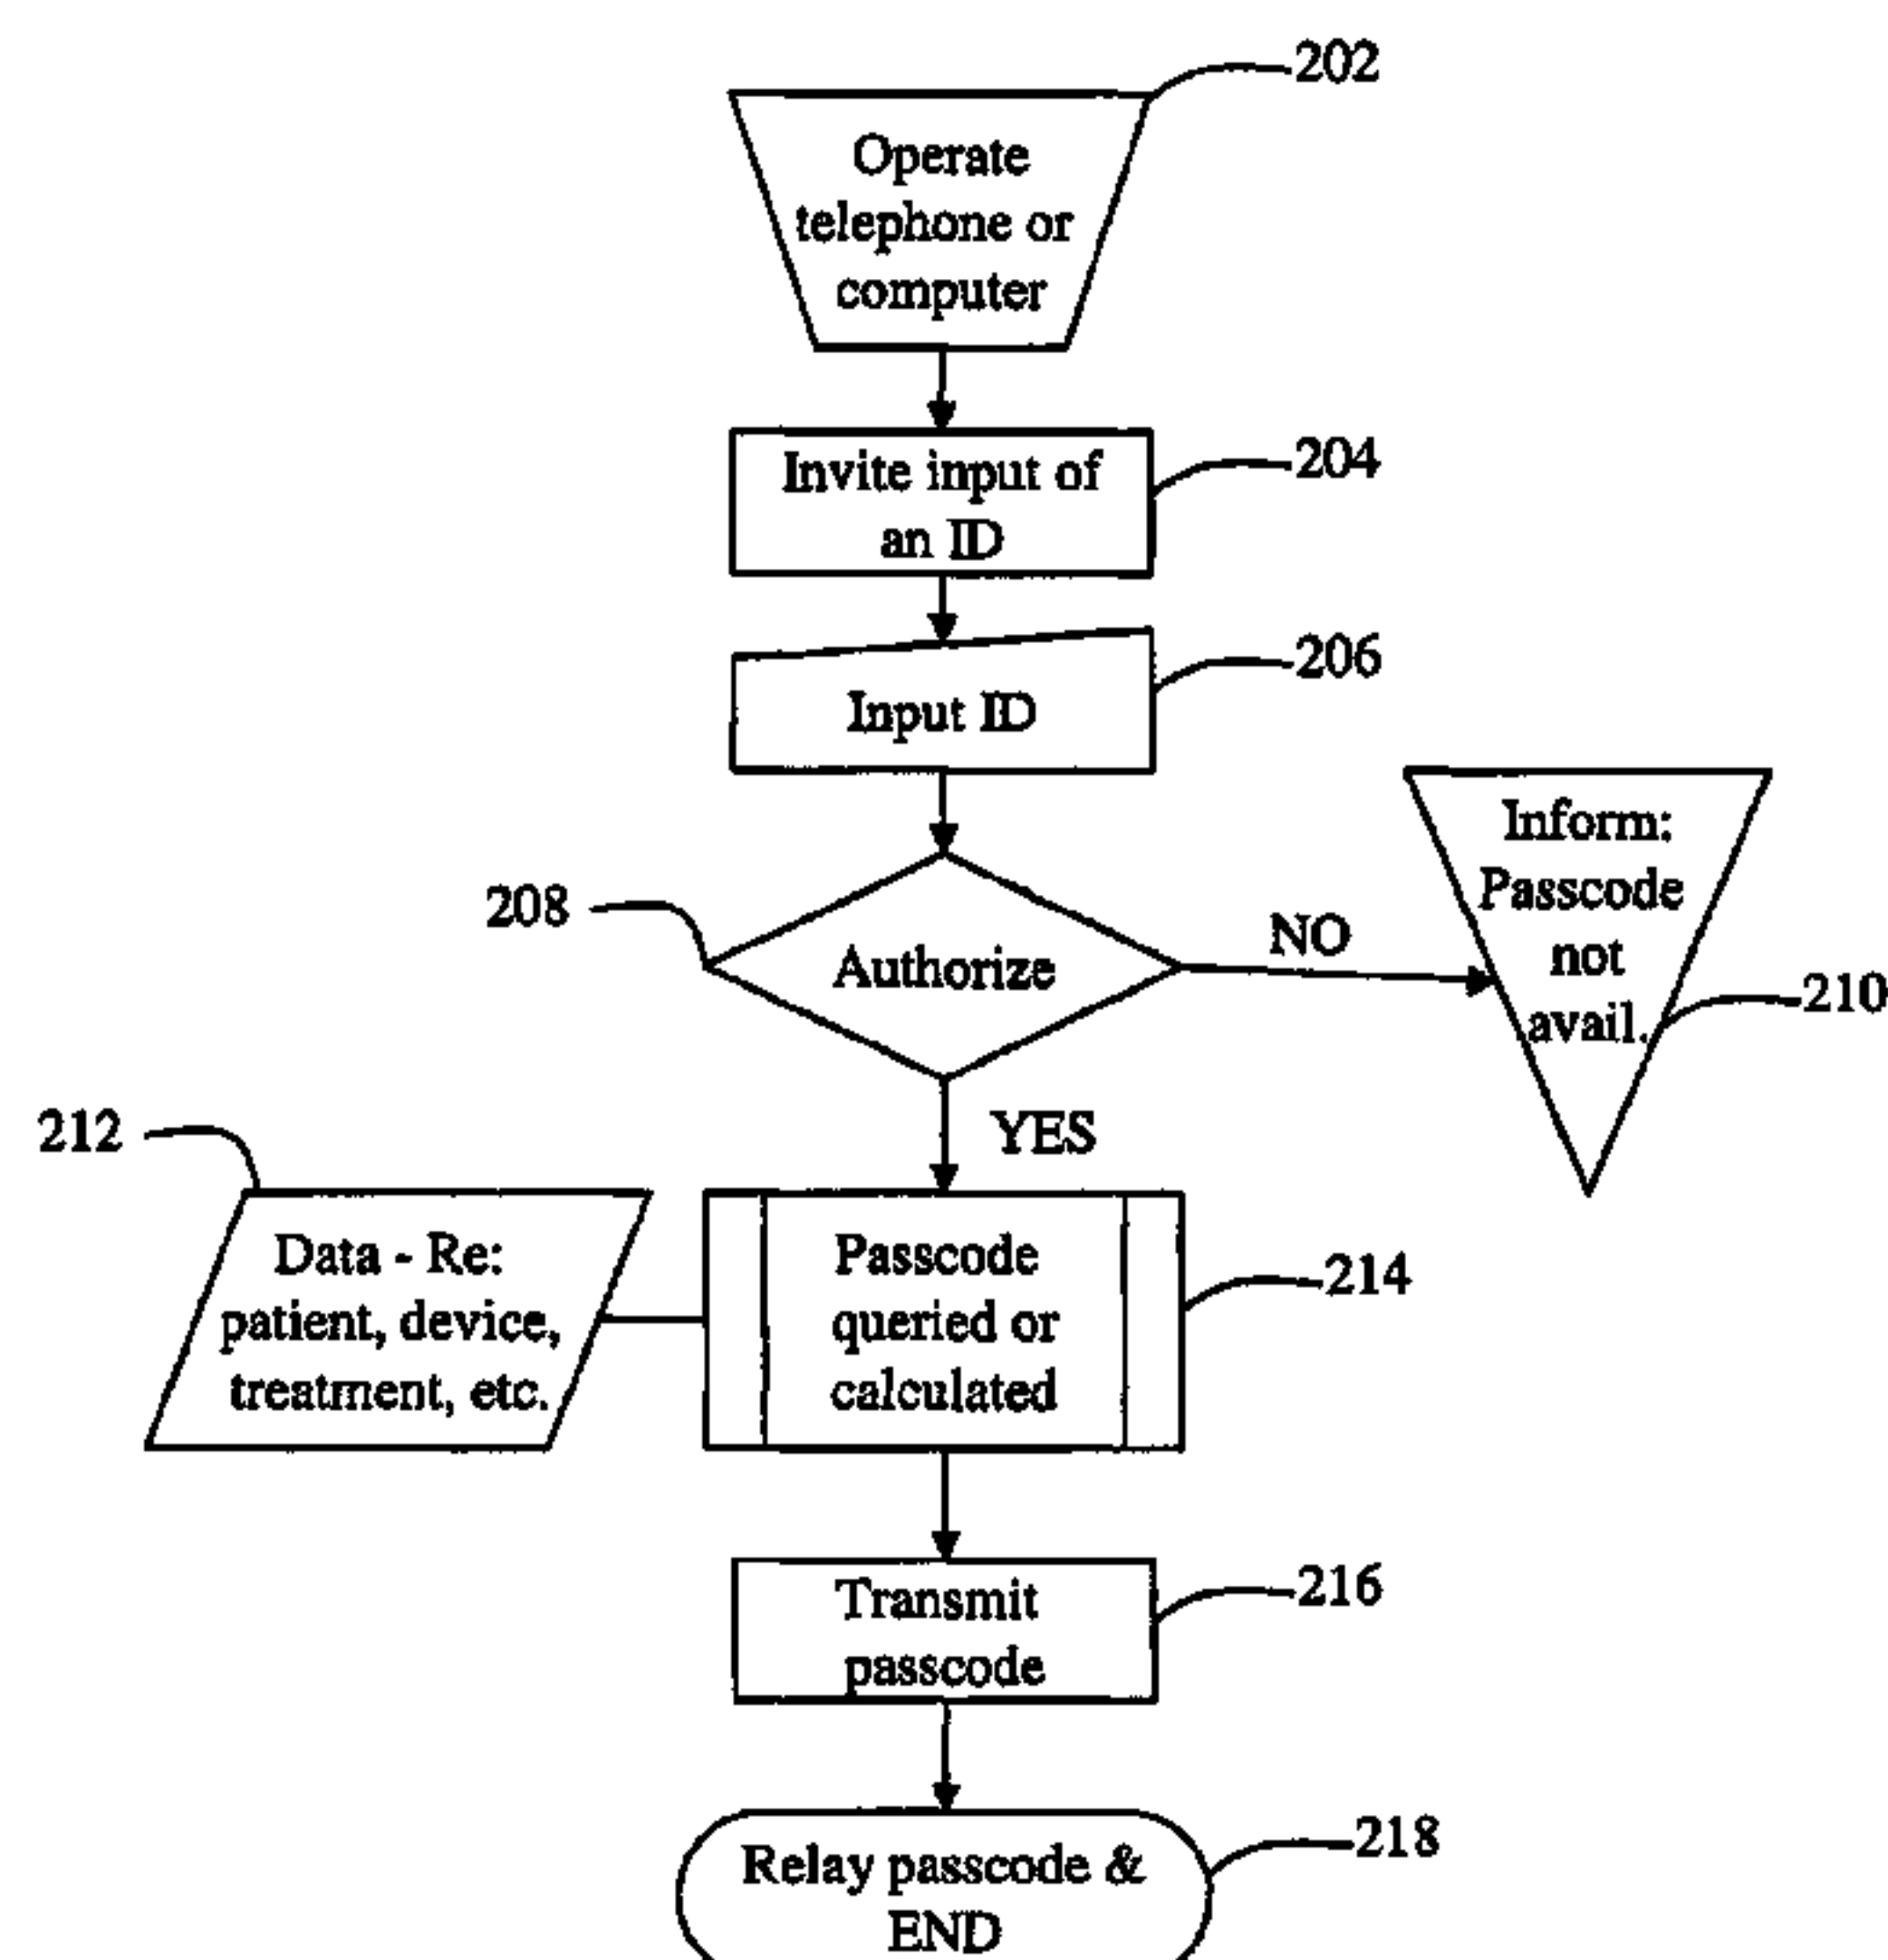 202
Operate
telephone or
computer
Invite input of
an ID
204
Input ID
206
208
Authorize
NO
Inform:
Passcode
not
avail.
210
YES
212
Data - Re:
patient, device,
treatment, etc.
Passcode
queried or
calculated
214
Transmit
passcode
216
Relay passcode &
END
218